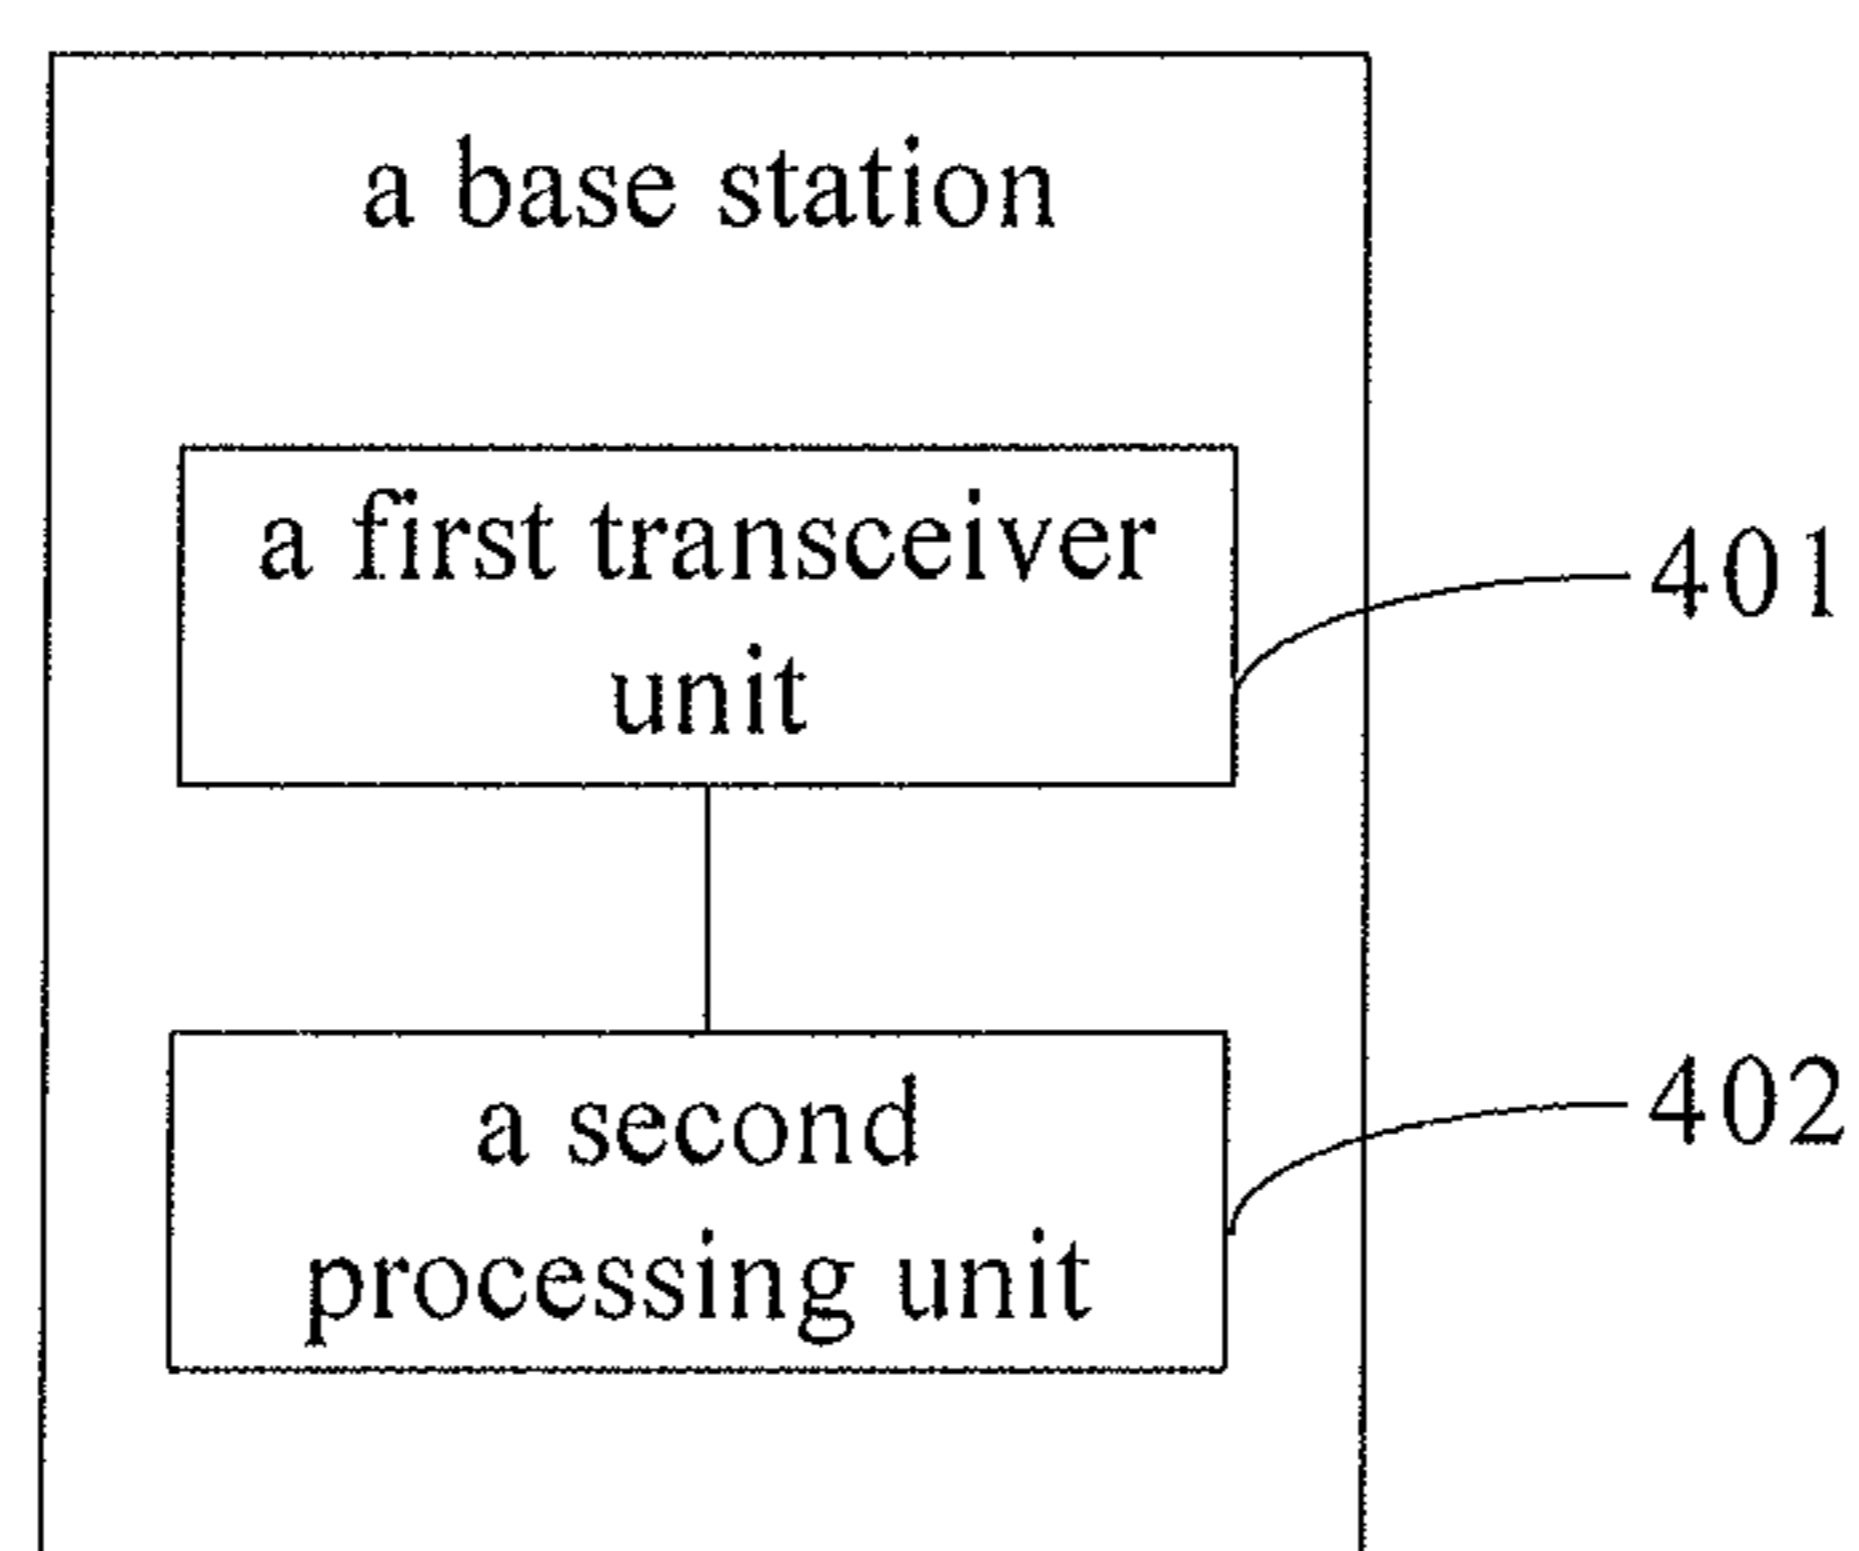 a base station
a first transceiver
unit
401
a second
processing unit
402